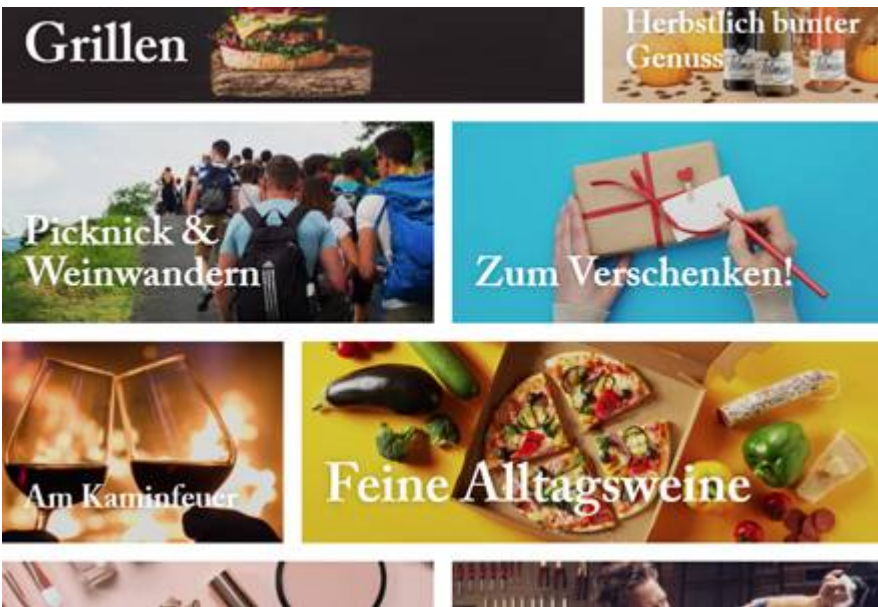 Grillen
Herbstlich bunter
Genuss
Picknick &
Weinwandern
Zum Verschenken!
Am Kaminfeuer
Feine Alltagsweine